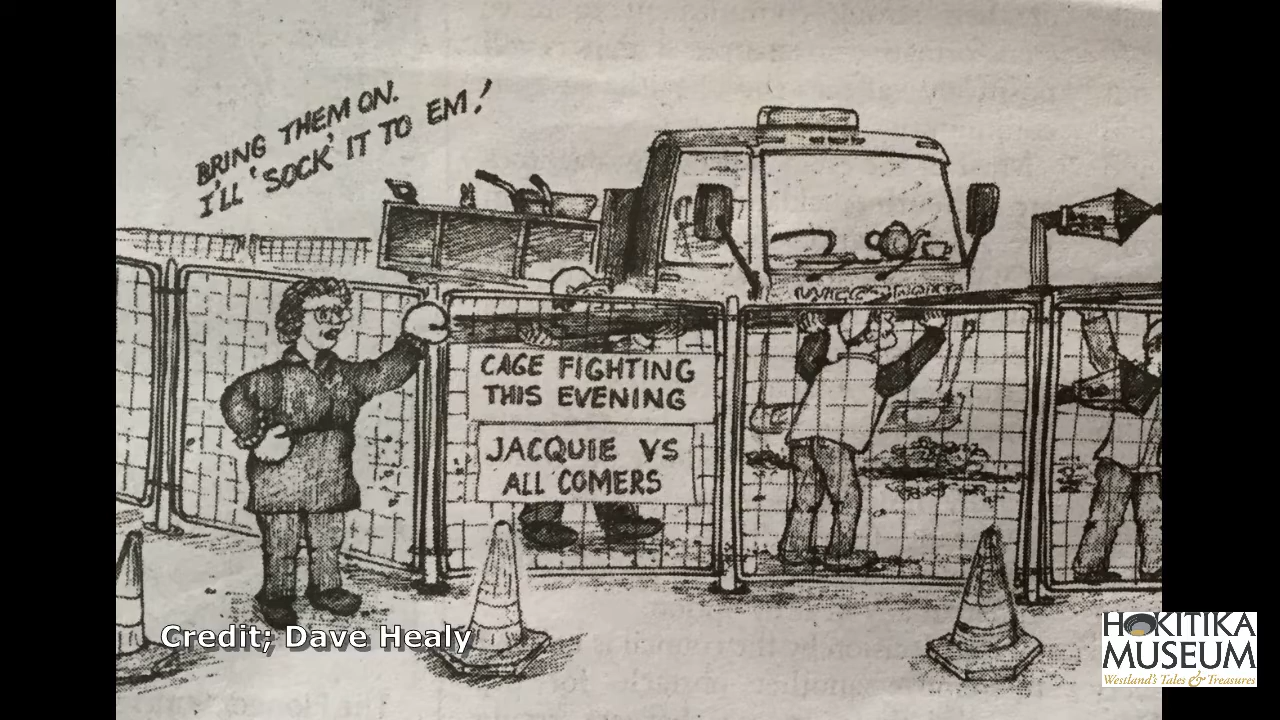 BRING THEM ON.
I'LL 'SOCK' IT TO EM!
CAGE FIGHTING
THIS EVENING
JACQUIE VS
ALL COMERS
Credit; Dave Healy
HOKITIKA
MUSEUM
Westland's Tales & Treasures